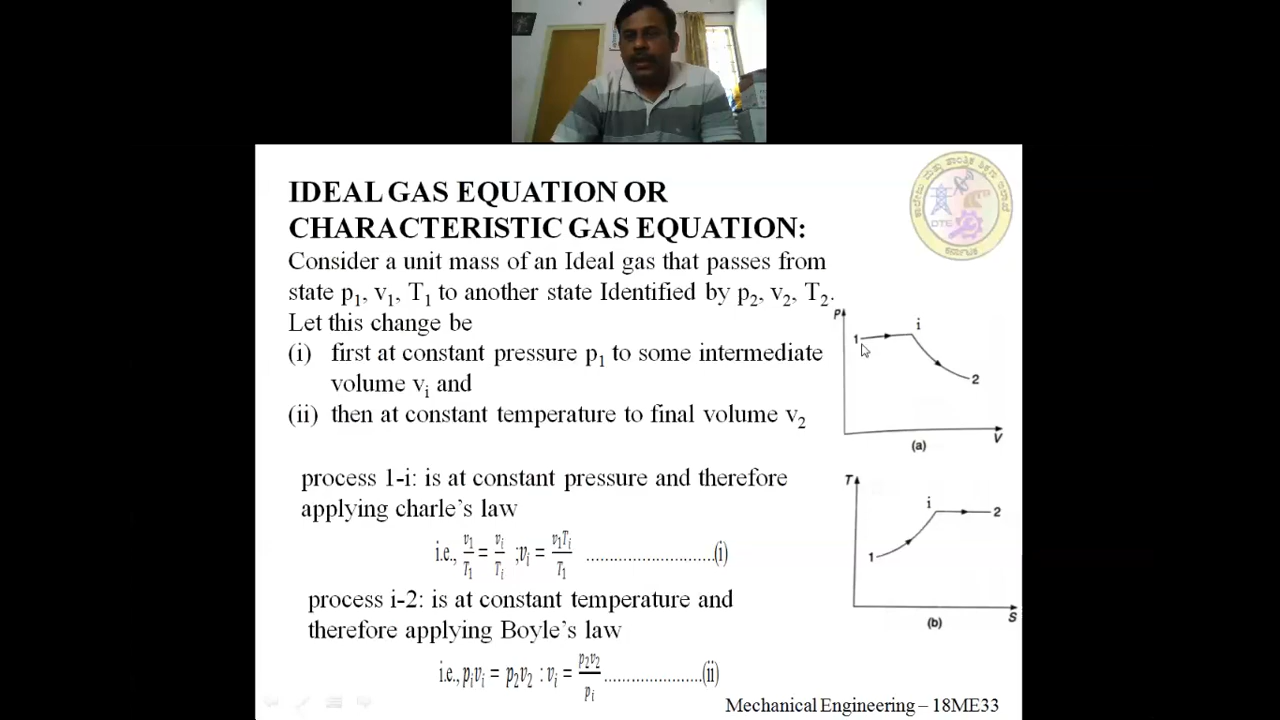 IDEAL GAS EQUATION OR
CHARACTERISTIC GAS EQUATION:
Consider a unit mass of an Ideal gas that passes from
state p₁, v₁, T₁ to another state Identified by p₂, v₂, T₂.
Let this change be
(i) first at constant pressure p₁ to some intermediate
volume vᵢ and
(ii) then at constant temperature to final volume v₂
process 1-i: is at constant pressure and therefore
applying charle's law
i.e., v₁/T₁ = vᵢ/Tᵢ ;vᵢ = v₁Tᵢ/T₁ ............................(i)
process i-2: is at constant temperature and
therefore applying Boyle's law
i.e., pᵢvᵢ = p₂v₂ : vᵢ = p₂v₂/pᵢ .....................(ii)
P
1
i
2
V
(a)
T
1
i
2
S
(b)
DTE
ಕರ್ನಾಟಕ
Mechanical Engineering – 18ME33